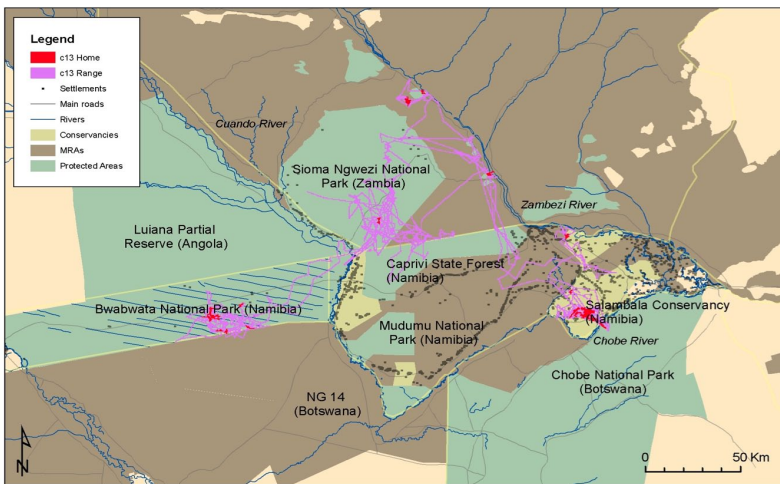 Legend
c13 Home
c13 Range
Settlements
Main roads
Rivers
Conservancies
MRAs
Protected Areas
Cuando River
Sioma Ngwezi National
Park (Zambia)
Zambezi River
Luiana Partial
Reserve (Angola)
Caprivi State Forest
(Namibia)
Bwabwata National Park (Namibia)
Salambala Conservancy
(Namibia)
Mudumu National
Park (Namibia)
Chobe River
Chobe National Park
(Botswana)
NG 14
(Botswana)
N
0
50 Km